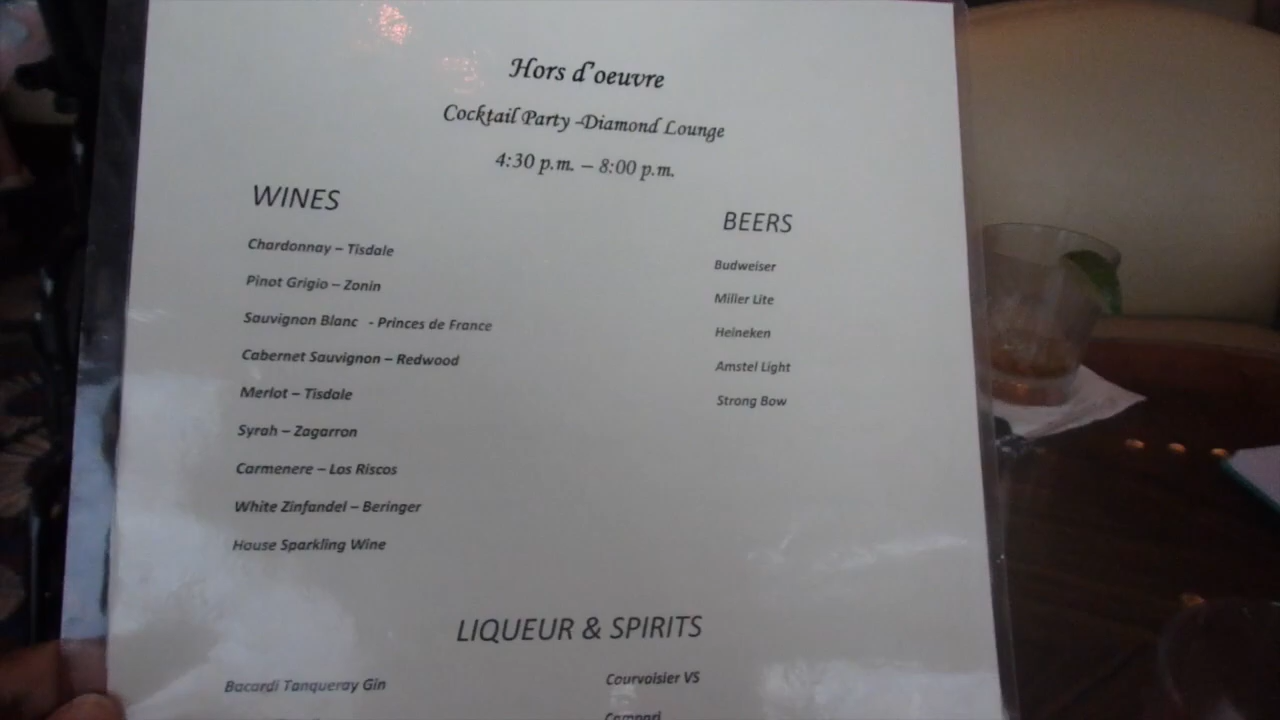 Hors d'oeuvre
Cocktail Party -Diamond Lounge
4:30 p.m. – 8:00 p.m.
WINES
Chardonnay – Tisdale
Pinot Grigio – Zonin
Sauvignon Blanc - Princes de France
Cabernet Sauvignon – Redwood
Merlot – Tisdale
Syrah – Zagarron
Carmenere – Los Riscos
White Zinfandel – Beringer
House Sparkling Wine
BEERS
Budweiser
Miller Lite
Heineken
Amstel Light
Strong Bow
LIQUEUR & SPIRITS
Bacardi Tanqueray Gin
Courvoisier VS
Campari